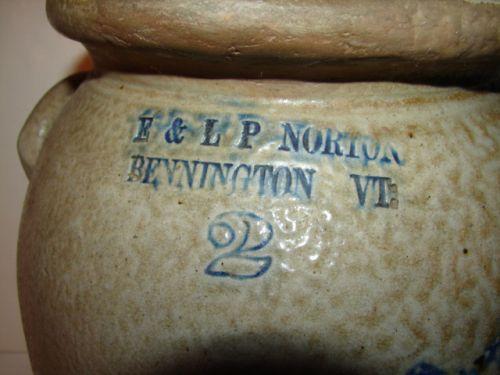 E & L P NORTON
BENNINGTON VT.
2